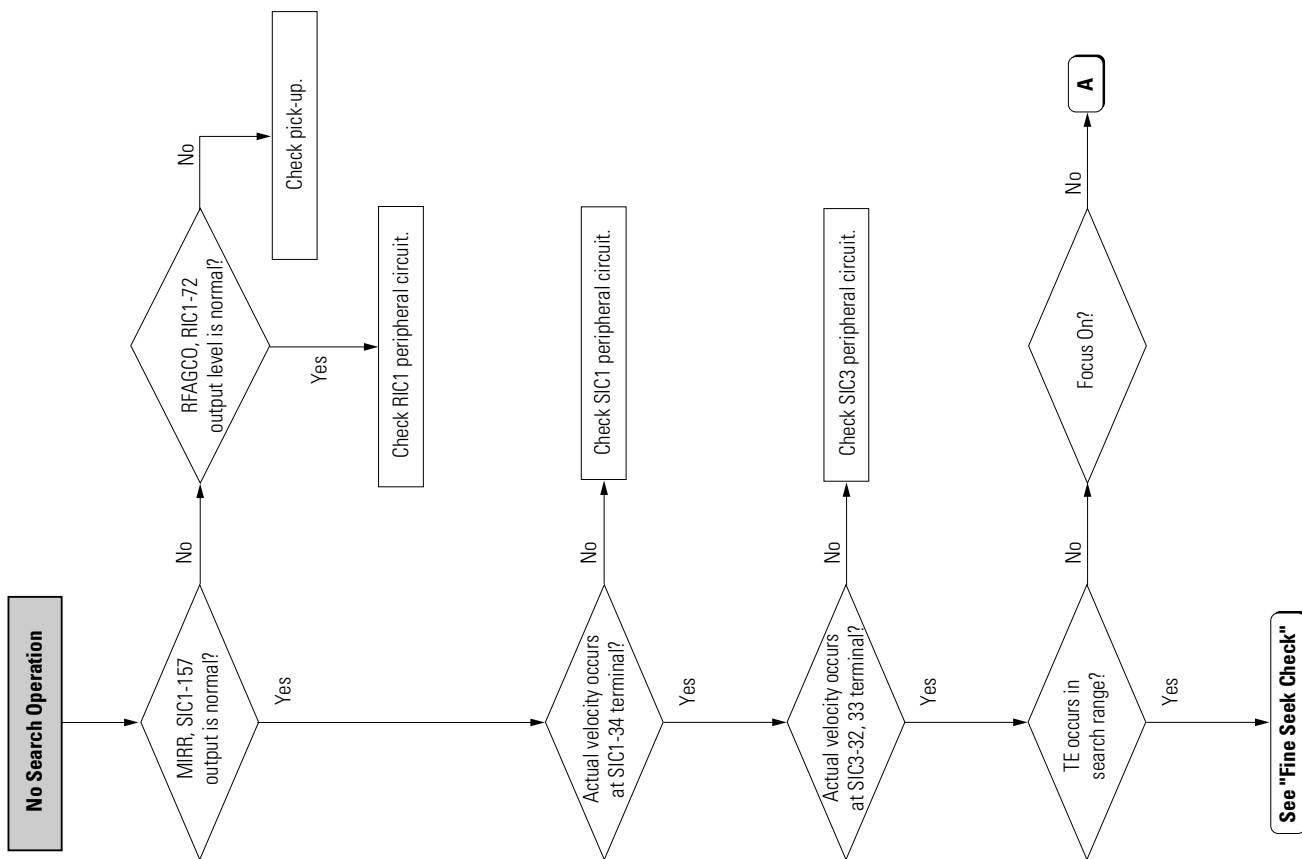 No Search Operation
MIRR, SIC1-157
output is normal?
No
RFAGCO, RIC1-72
output level is normal?
No
Check pick-up.
Yes
Check RIC1 peripheral circuit.
Yes
Actual velocity occurs
at SIC1-34 terminal?
No
Check SIC1 peripheral circuit.
Yes
Actual velocity occurs
at SIC3-32, 33 terminal?
No
Check SIC3 peripheral circuit.
Yes
TE occurs in
search range?
No
Focus On?
No
A
Yes
See "Fine Seek Check"